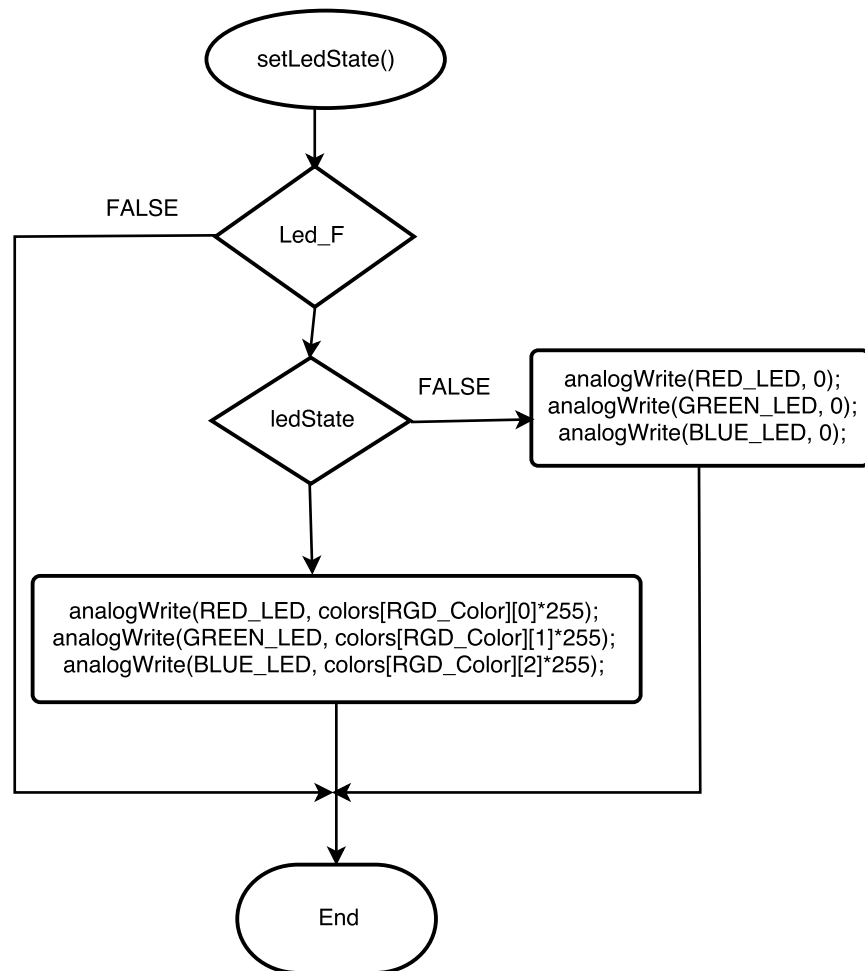 setLedState()
FALSE
Led_F
FALSE
ledState
analogWrite(RED_LED, 0);
analogWrite(GREEN_LED, 0);
analogWrite(BLUE_LED, 0);
analogWrite(RED_LED, colors[RGD_Color][0]*255);
analogWrite(GREEN_LED, colors[RGD_Color][1]*255);
analogWrite(BLUE_LED, colors[RGD_Color][2]*255);
End